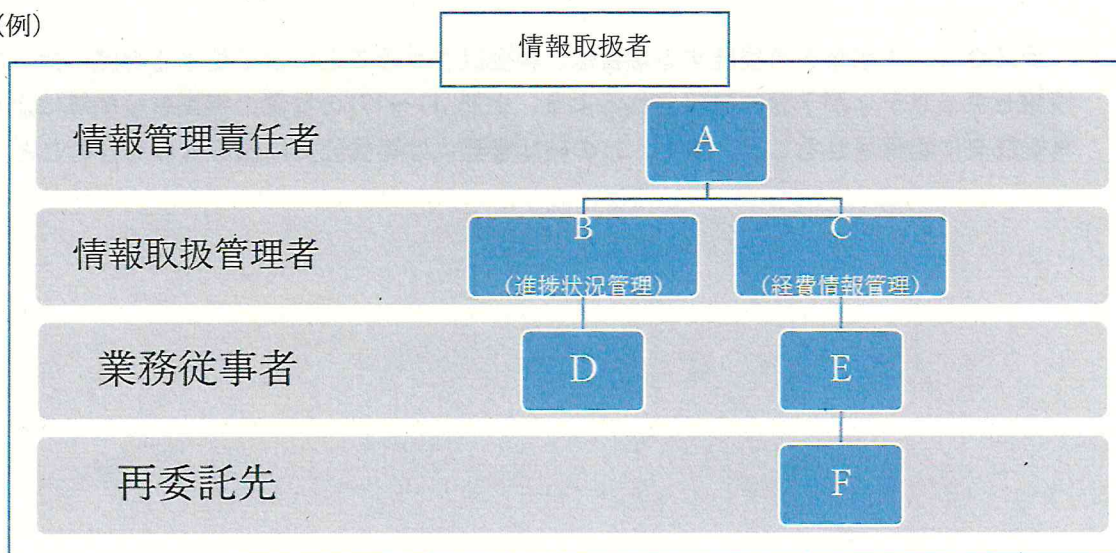 (例)
情報取扱者
情報管理責任者
A
情報取扱管理者
B
(進捗状況管理)
C
(経費情報管理)
業務従事者
D
E
再委託先
F